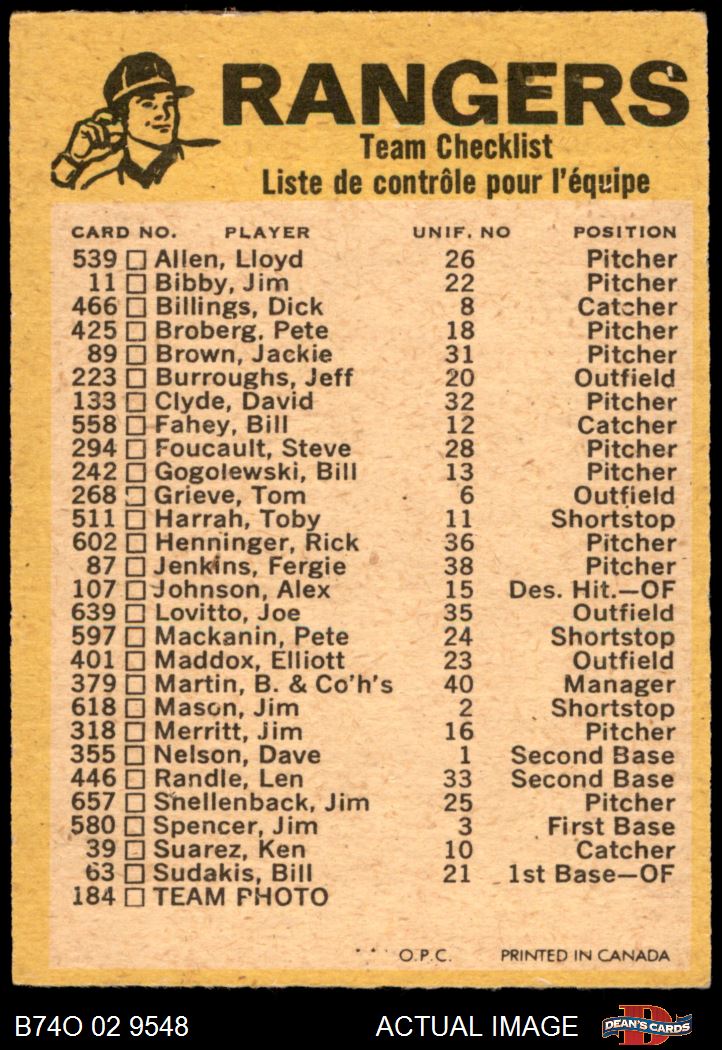 RANGERS
Team Checklist
Liste de contrôle pour l'équipe
CARD NO. PLAYER UNIF. NO POSITION
539 Allen, Lloyd 26 Pitcher
11 Bibby, Jim 22 Pitcher
466 Billings, Dick 8 Catcher
425 Broberg, Pete 18 Pitcher
89 Brown, Jackie 31 Pitcher
223 Burroughs, Jeff 20 Outfield
133 Clyde, David 32 Pitcher
558 Fahey, Bill 12 Catcher
294 Foucault, Steve 28 Pitcher
242 Gogolewski, Bill 13 Pitcher
268 Grieve, Tom 6 Outfield
511 Harrah, Toby 11 Shortstop
602 Henninger, Rick 36 Pitcher
87 Jenkins, Fergie 38 Pitcher
107 Johnson, Alex 15 Des. Hit.—OF
639 Lovitto, Joe 35 Outfield
597 Mackanin, Pete 24 Shortstop
401 Maddox, Elliott 23 Outfield
379 Martin, B. & Co'h's 40 Manager
618 Mason, Jim 2 Shortstop
318 Merritt, Jim 16 Pitcher
355 Nelson, Dave 1 Second Base
446 Randle, Len 33 Second Base
657 Shellenback, Jim 25 Pitcher
580 Spencer, Jim 3 First Base
39 Suarez, Ken 10 Catcher
63 Sudakis, Bill 21 1st Base—OF
184 TEAM PHOTO
O.P.C. PRINTED IN CANADA
B74O 02 9548 ACTUAL IMAGE D DEAN'S CARDS